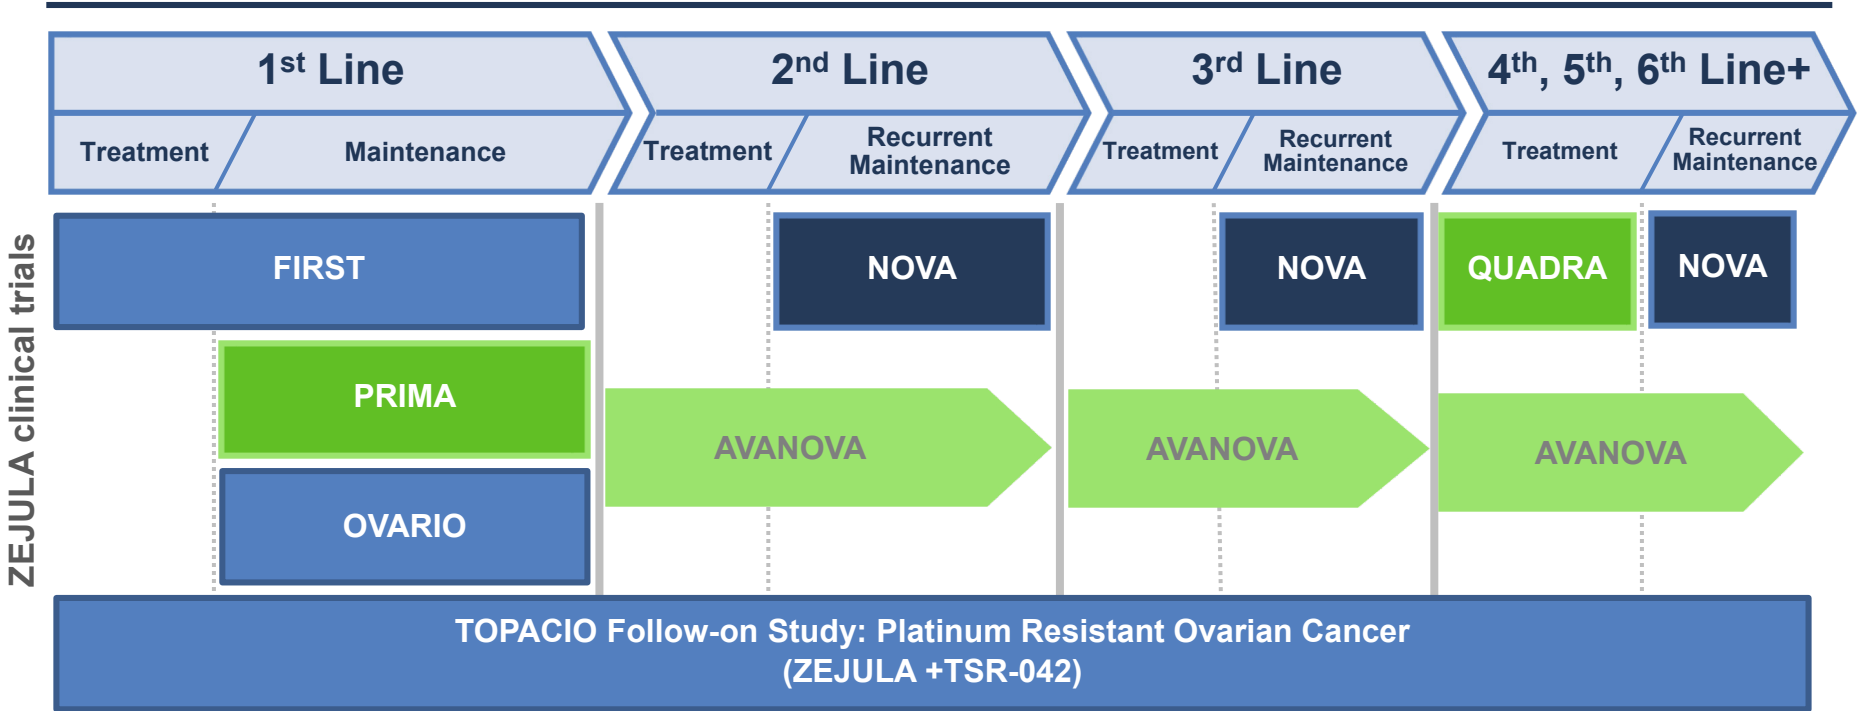 1st Line
2nd Line
3rd Line
4th, 5th, 6th Line+
Treatment
Maintenance
Treatment
Recurrent
Maintenance
Treatment
Recurrent
Maintenance
Treatment
Recurrent
Maintenance
ZEJULA clinical trials
FIRST
NOVA
NOVA
QUADRA
NOVA
PRIMA
AVANOVA
AVANOVA
AVANOVA
OVARIO
TOPACIO Follow-on Study: Platinum Resistant Ovarian Cancer
(ZEJULA +TSR-042)